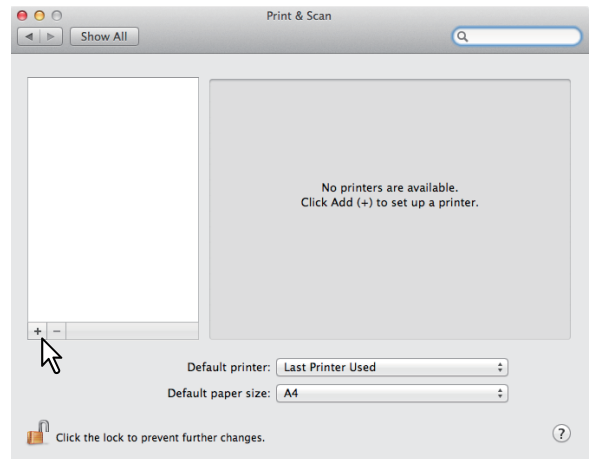 Print & Scan
Show All
No printers are available.
Click Add (+) to set up a printer.
+ −
Default printer: Last Printer Used
Default paper size: A4
Click the lock to prevent further changes.
?